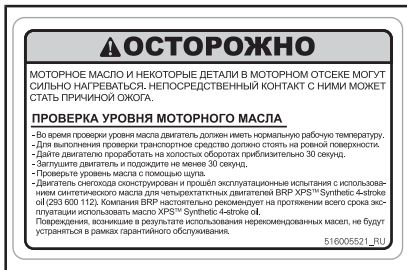 ОСТОРОЖНО
МОТОРНОЕ МАСЛО И НЕКОТОРЫЕ ДЕТАЛИ В МОТОРНОМ ОТСЕКЕ МОГУТ
СИЛЬНО НАГРЕВАТЬСЯ. НЕПОСРЕДСТВЕННЫЙ КОНТАКТ С НИМИ МОЖЕТ
СТАТЬ ПРИЧИНОЙ ОЖОГА.
ПРОВЕРКА УРОВНЯ МОТОРНОГО МАСЛА
- Во время проверки уровня масла двигатель должен иметь нормальную рабочую температуру.
- Для выполнения проверки транспортное средство должно стоять на ровной поверхности.
- Дайте двигателю проработать на холостых оборотах приблизительно 30 секунд.
- Заглушите двигатель и подождите не менее 30 секунд.
- Проверьте уровень масла с помощью щупа.
- Двигатель снегохода сконструирован и прошёл эксплуатационные испытания с использова-
нием синтетического масла для четырехтактных двигателей BRP XPS™ Synthetic 4-stroke
oil (293 600 112). Компания BRP настоятельно рекомендует на протяжении всего срока экс-
плуатации использовать масло XPS™ Synthetic 4-stroke oil.
Повреждения, возникшие в результате использования нерекомендованных масел, не будут
устраняться в рамках гарантийного обслуживания.
516005521_RU